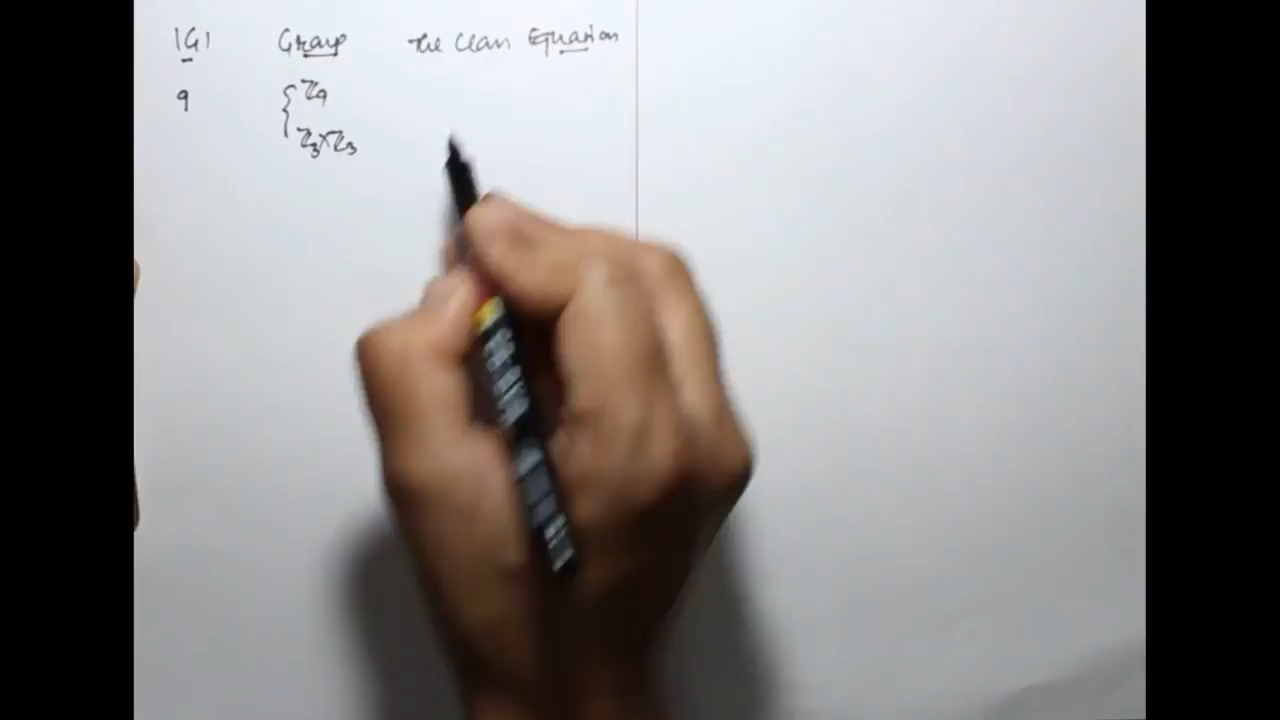 |G| Group The Class Equation
9 { Z9
Z3×Z3